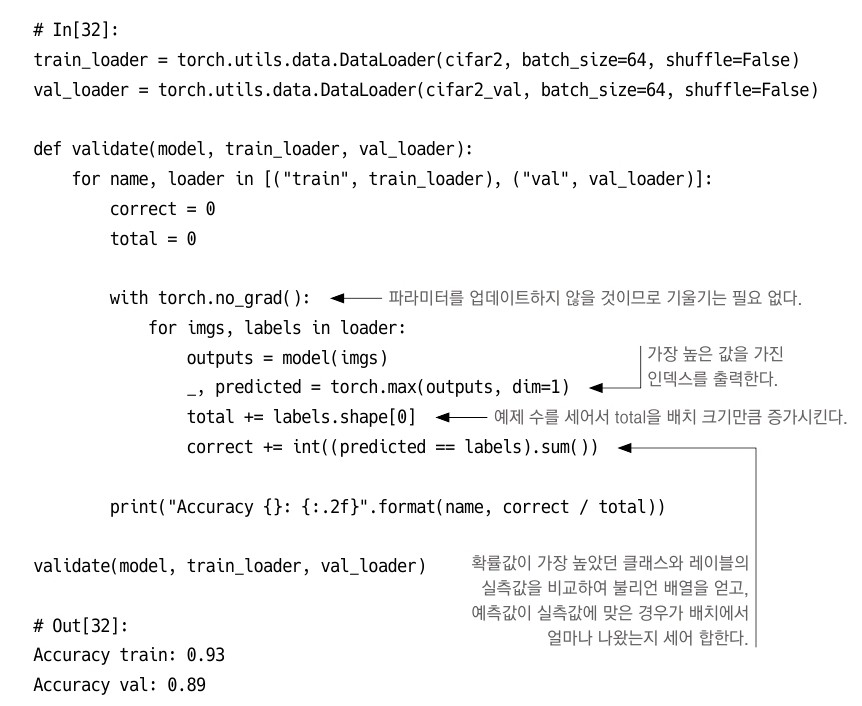 # In[32]:
train_loader = torch.utils.data.DataLoader(cifar2, batch_size=64, shuffle=False)
val_loader = torch.utils.data.DataLoader(cifar2_val, batch_size=64, shuffle=False)
def validate(model, train_loader, val_loader):
    for name, loader in [("train", train_loader), ("val", val_loader)]:
        correct = 0
        total = 0
        with torch.no_grad(): 파라미터를 업데이트하지 않을 것이므로 기울기는 필요 없다.
            for imgs, labels in loader:
                outputs = model(imgs)
가장 높은 값을 가진
인덱스를 출력한다.
                _, predicted = torch.max(outputs, dim=1)
                total += labels.shape[0] 예제 수를 세어서 total을 배치 크기만큼 증가시킨다.
                correct += int((predicted == labels).sum())
        print("Accuracy {}: {:.2f}".format(name, correct / total))
validate(model, train_loader, val_loader)
확률값이 가장 높았던 클래스와 레이블의
실측값을 비교하여 불리언 배열을 얻고,
예측값이 실측값에 맞은 경우가 배치에서
얼마나 나왔는지 세어 합한다.
# Out[32]:
Accuracy train: 0.93
Accuracy val: 0.89